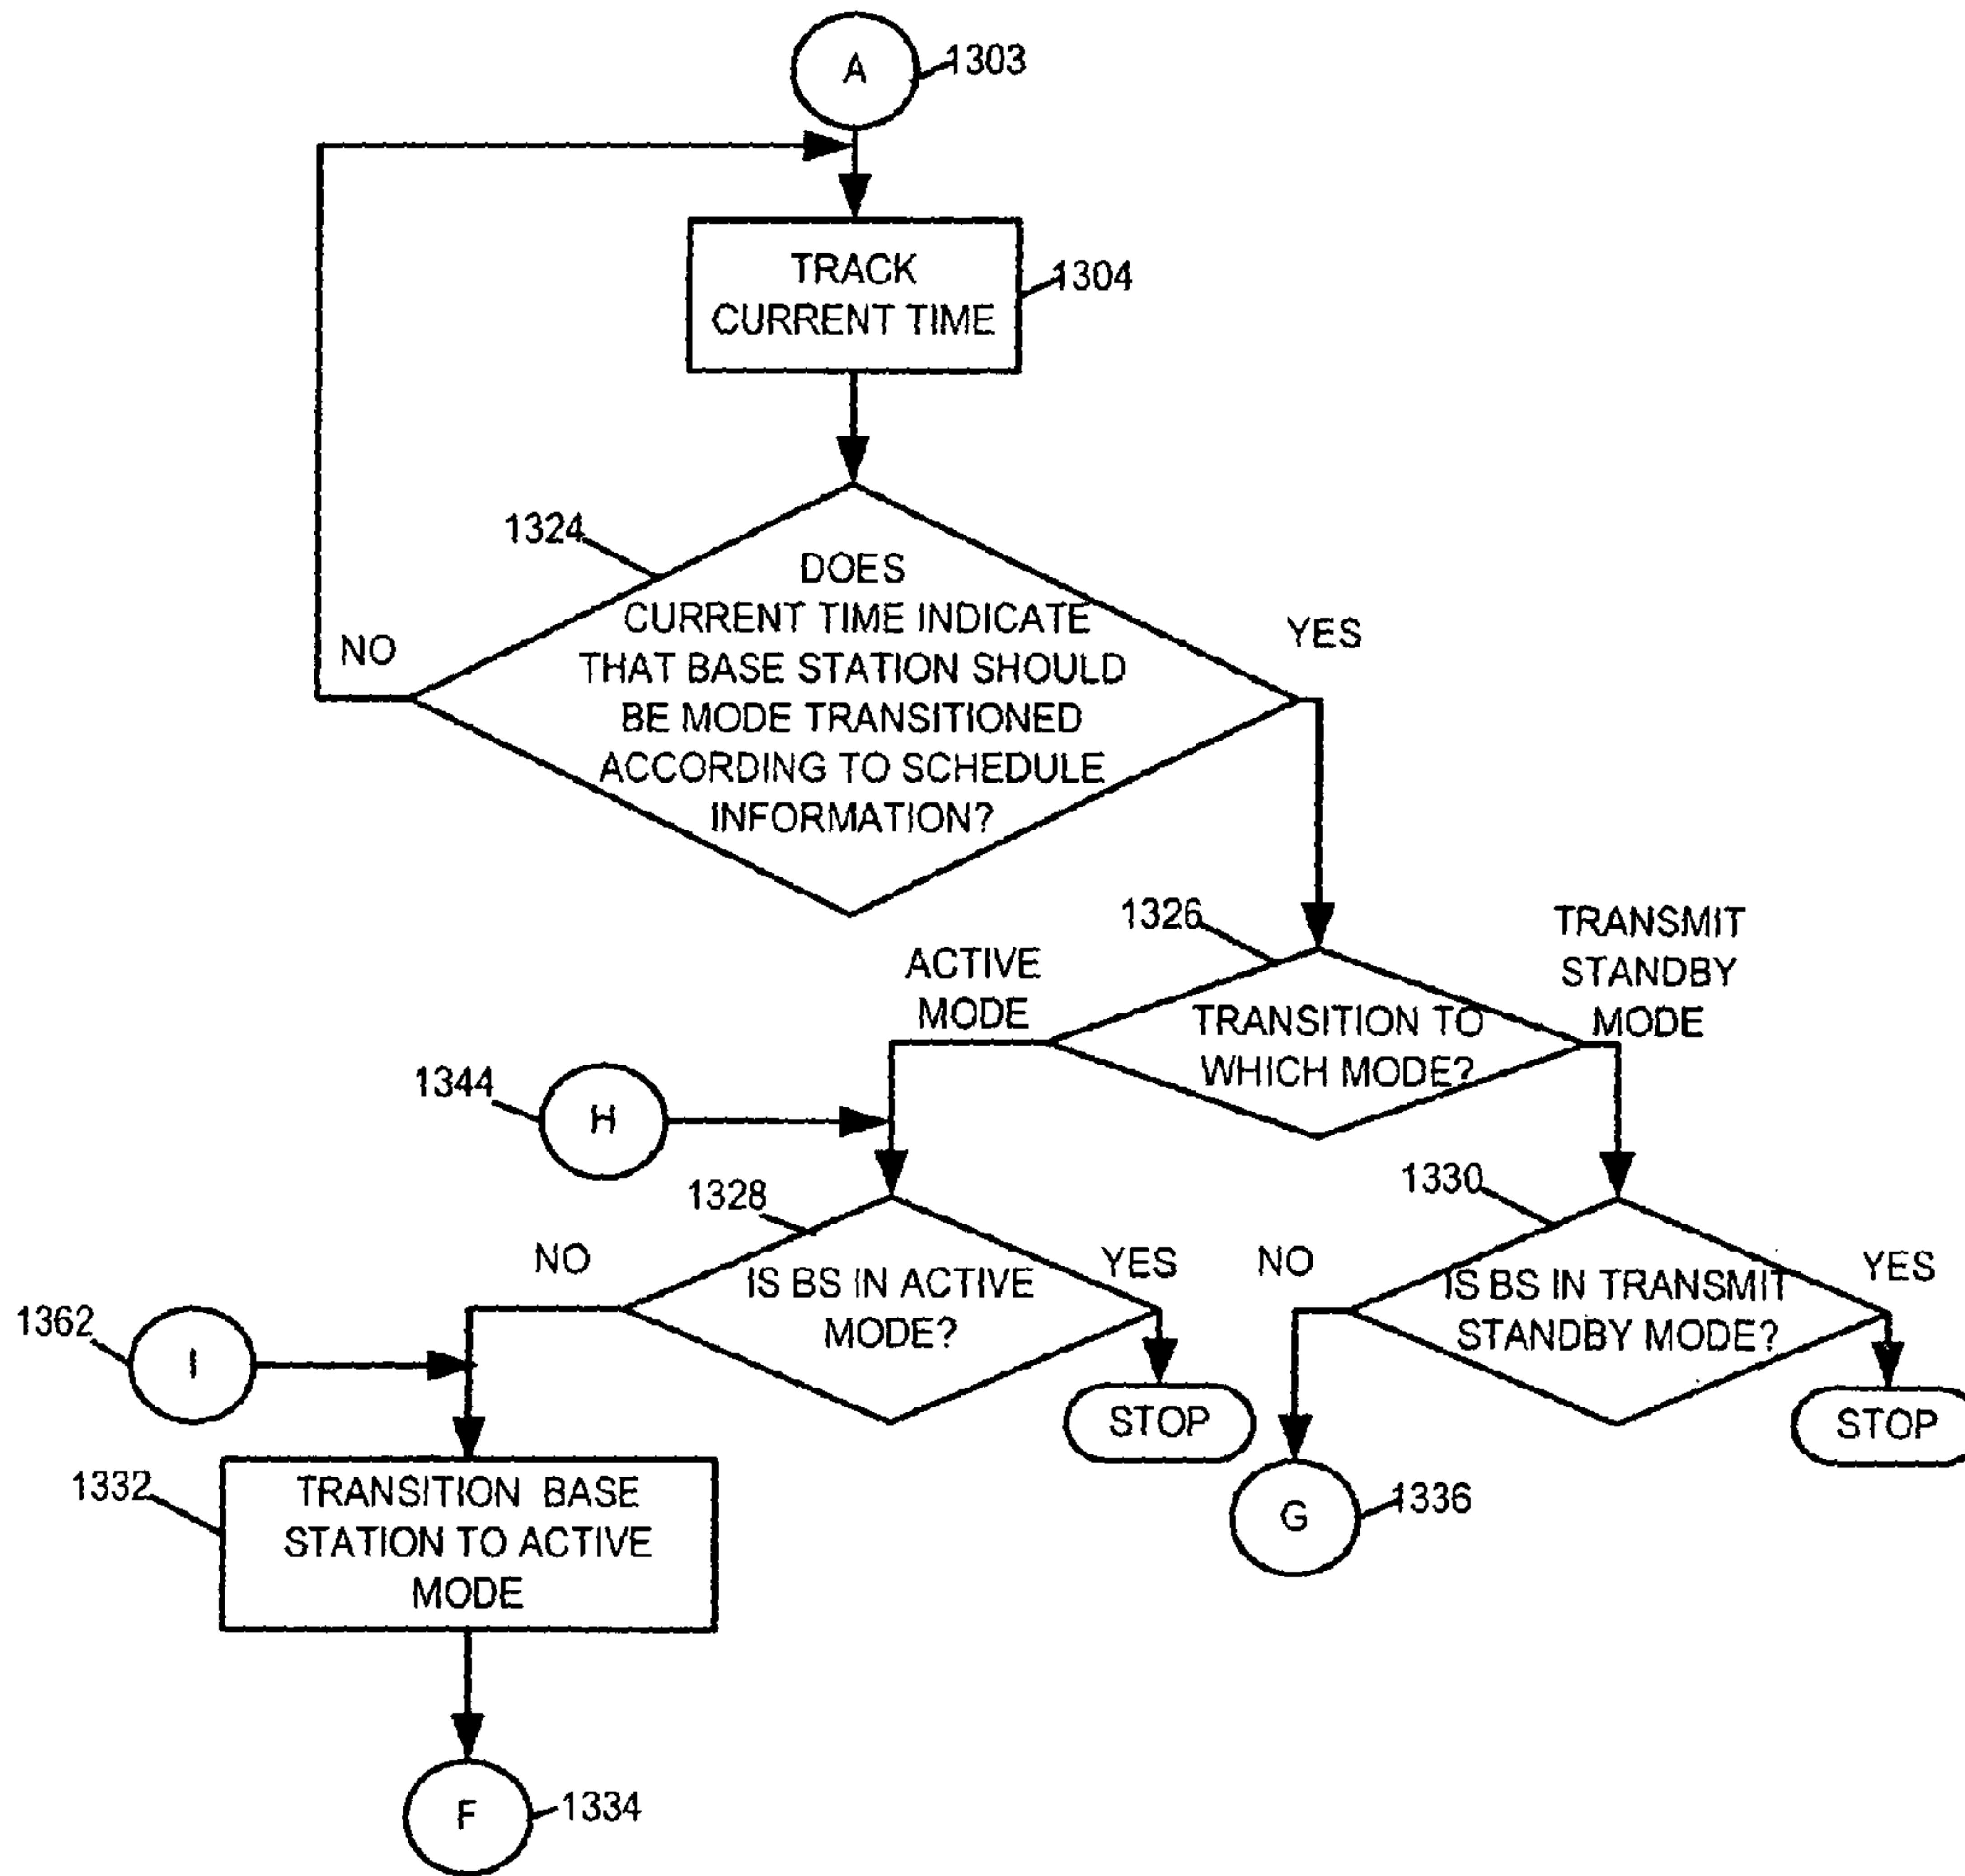 A
1303
TRACK
CURRENT TIME
1304
1324
DOES
CURRENT TIME INDICATE
THAT BASE STATION SHOULD
BE MODE TRANSITIONED
ACCORDING TO SCHEDULE
INFORMATION?
NO
YES
1326
ACTIVE
MODE
TRANSMIT
STANDBY
MODE
TRANSITION TO
WHICH MODE?
1344
H
1328
NO
YES
IS BS IN ACTIVE
MODE?
STOP
1330
NO
YES
IS BS IN TRANSMIT
STANDBY MODE?
STOP
1362
I
1332
TRANSITION BASE
STATION TO ACTIVE
MODE
G
1336
F
1334